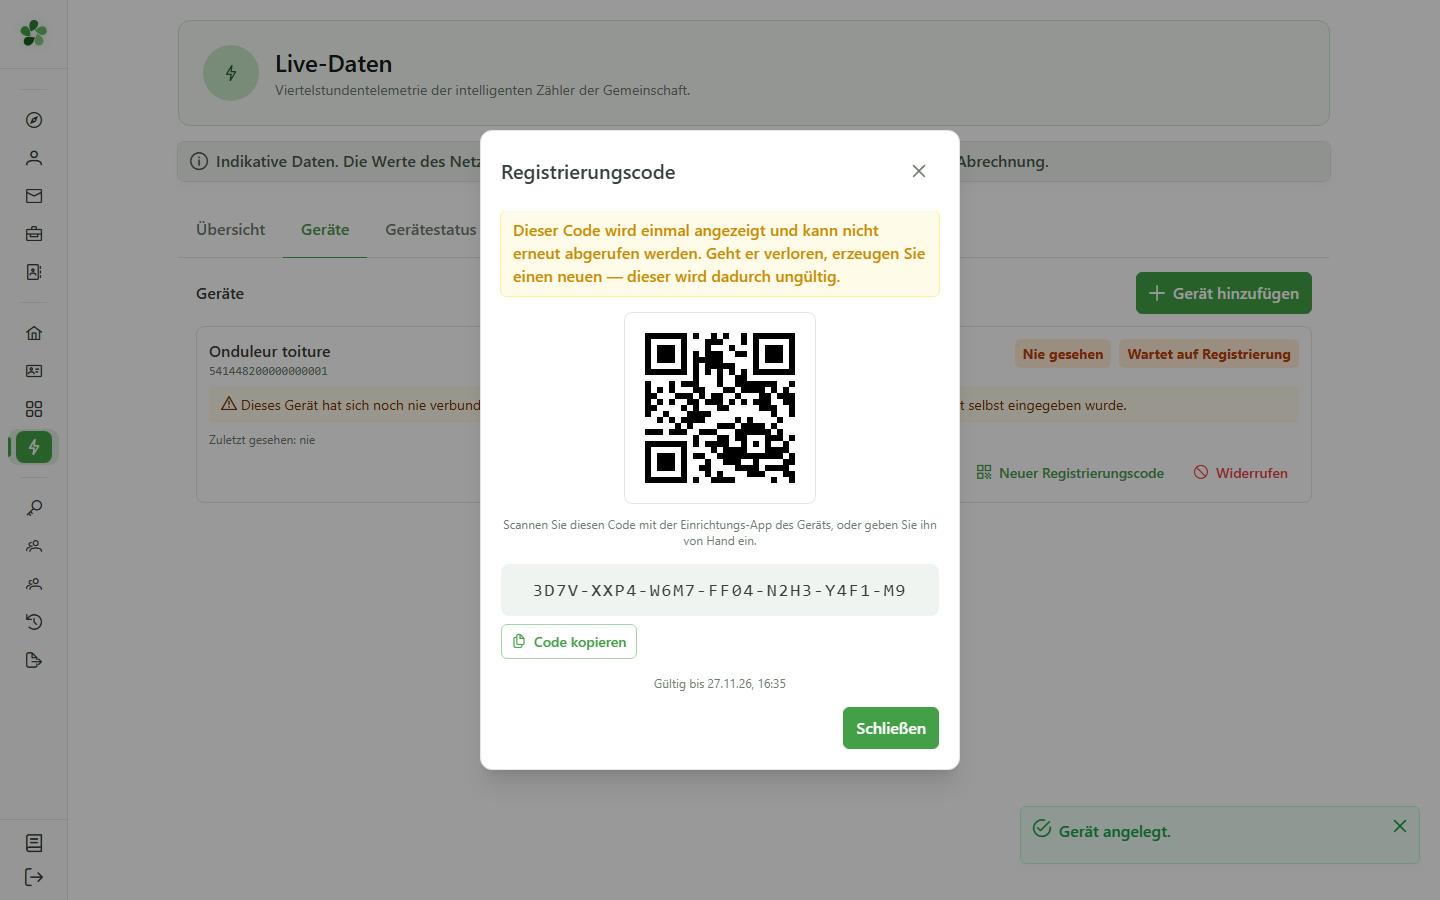 Live-Daten
Viertelstundentelemetrie der intelligenten Zähler der Gemeinschaft.
Indikative Daten. Die Werte des Netz
Abrechnung.
Übersicht
Geräte
Gerätestatus
Geräte
Gerät hinzufügen
Onduleur toiture
541448200000000001
Nie gesehen
Wartet auf Registrierung
Dieses Gerät hat sich noch nie verbund
t selbst eingegeben wurde.
Zuletzt gesehen: nie
Neuer Registrierungscode
Widerrufen
Registrierungscode
Dieser Code wird einmal angezeigt und kann nicht
erneut abgerufen werden. Geht er verloren, erzeugen Sie
einen neuen — dieser wird dadurch ungültig.
Scannen Sie diesen Code mit der Einrichtungs-App des Geräts, oder geben Sie ihn
von Hand ein.
3D7V-XXP4-W6M7-FF04-N2H3-Y4F1-M9
Code kopieren
Gültig bis 27.11.26, 16:35
Schließen
Gerät angelegt.